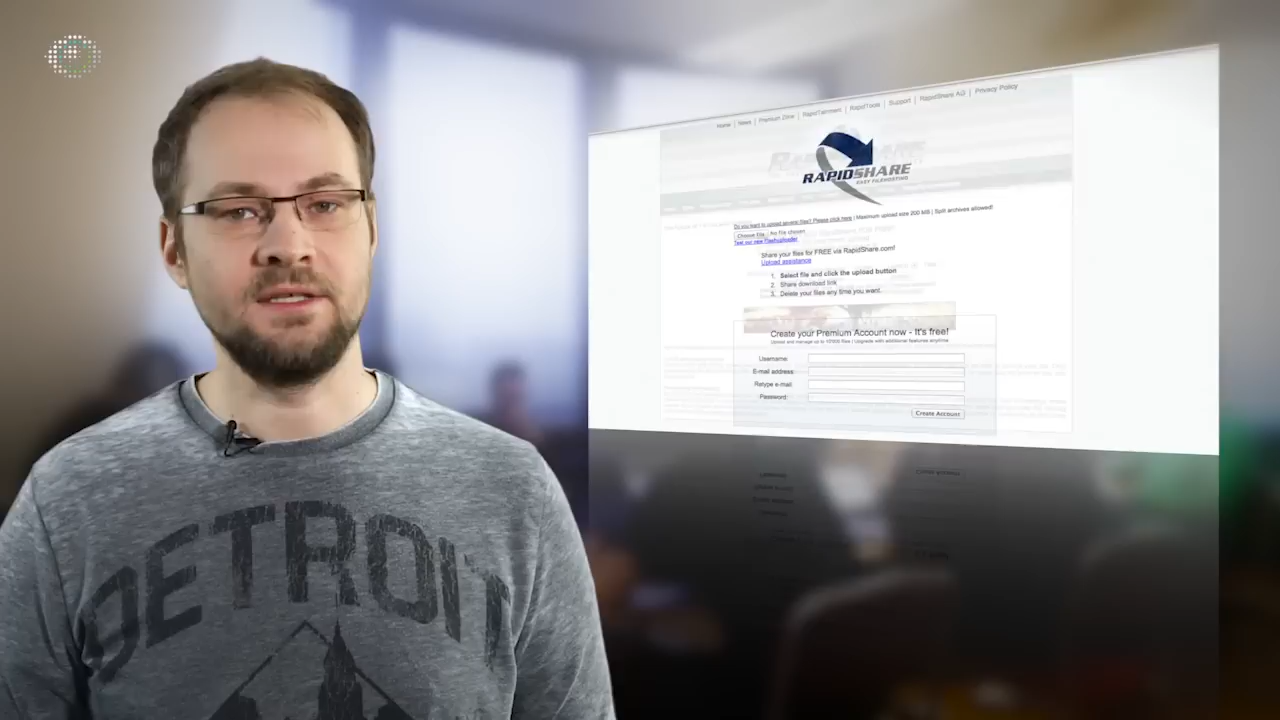 DETROIT
Home | News | Premium Zone | RapidTainment | RapidTools | Support | RapidShare AG | Privacy Policy
RAPIDSHARE
EASY FILEHOSTING
Do you want to upload several files? Please click here | Maximum upload size 200 MB | Split archives allowed!
Choose File no file chosen
Test our new Flashuploader
Share your files for FREE via RapidShare.com!
Upload assistance
1. Select file and click the upload button
2. Share download link
3. Delete your files any time you want.
Create your Premium Account now - It's free!
Username:
E-mail address:
Retype e-mail:
Password:
Create Account